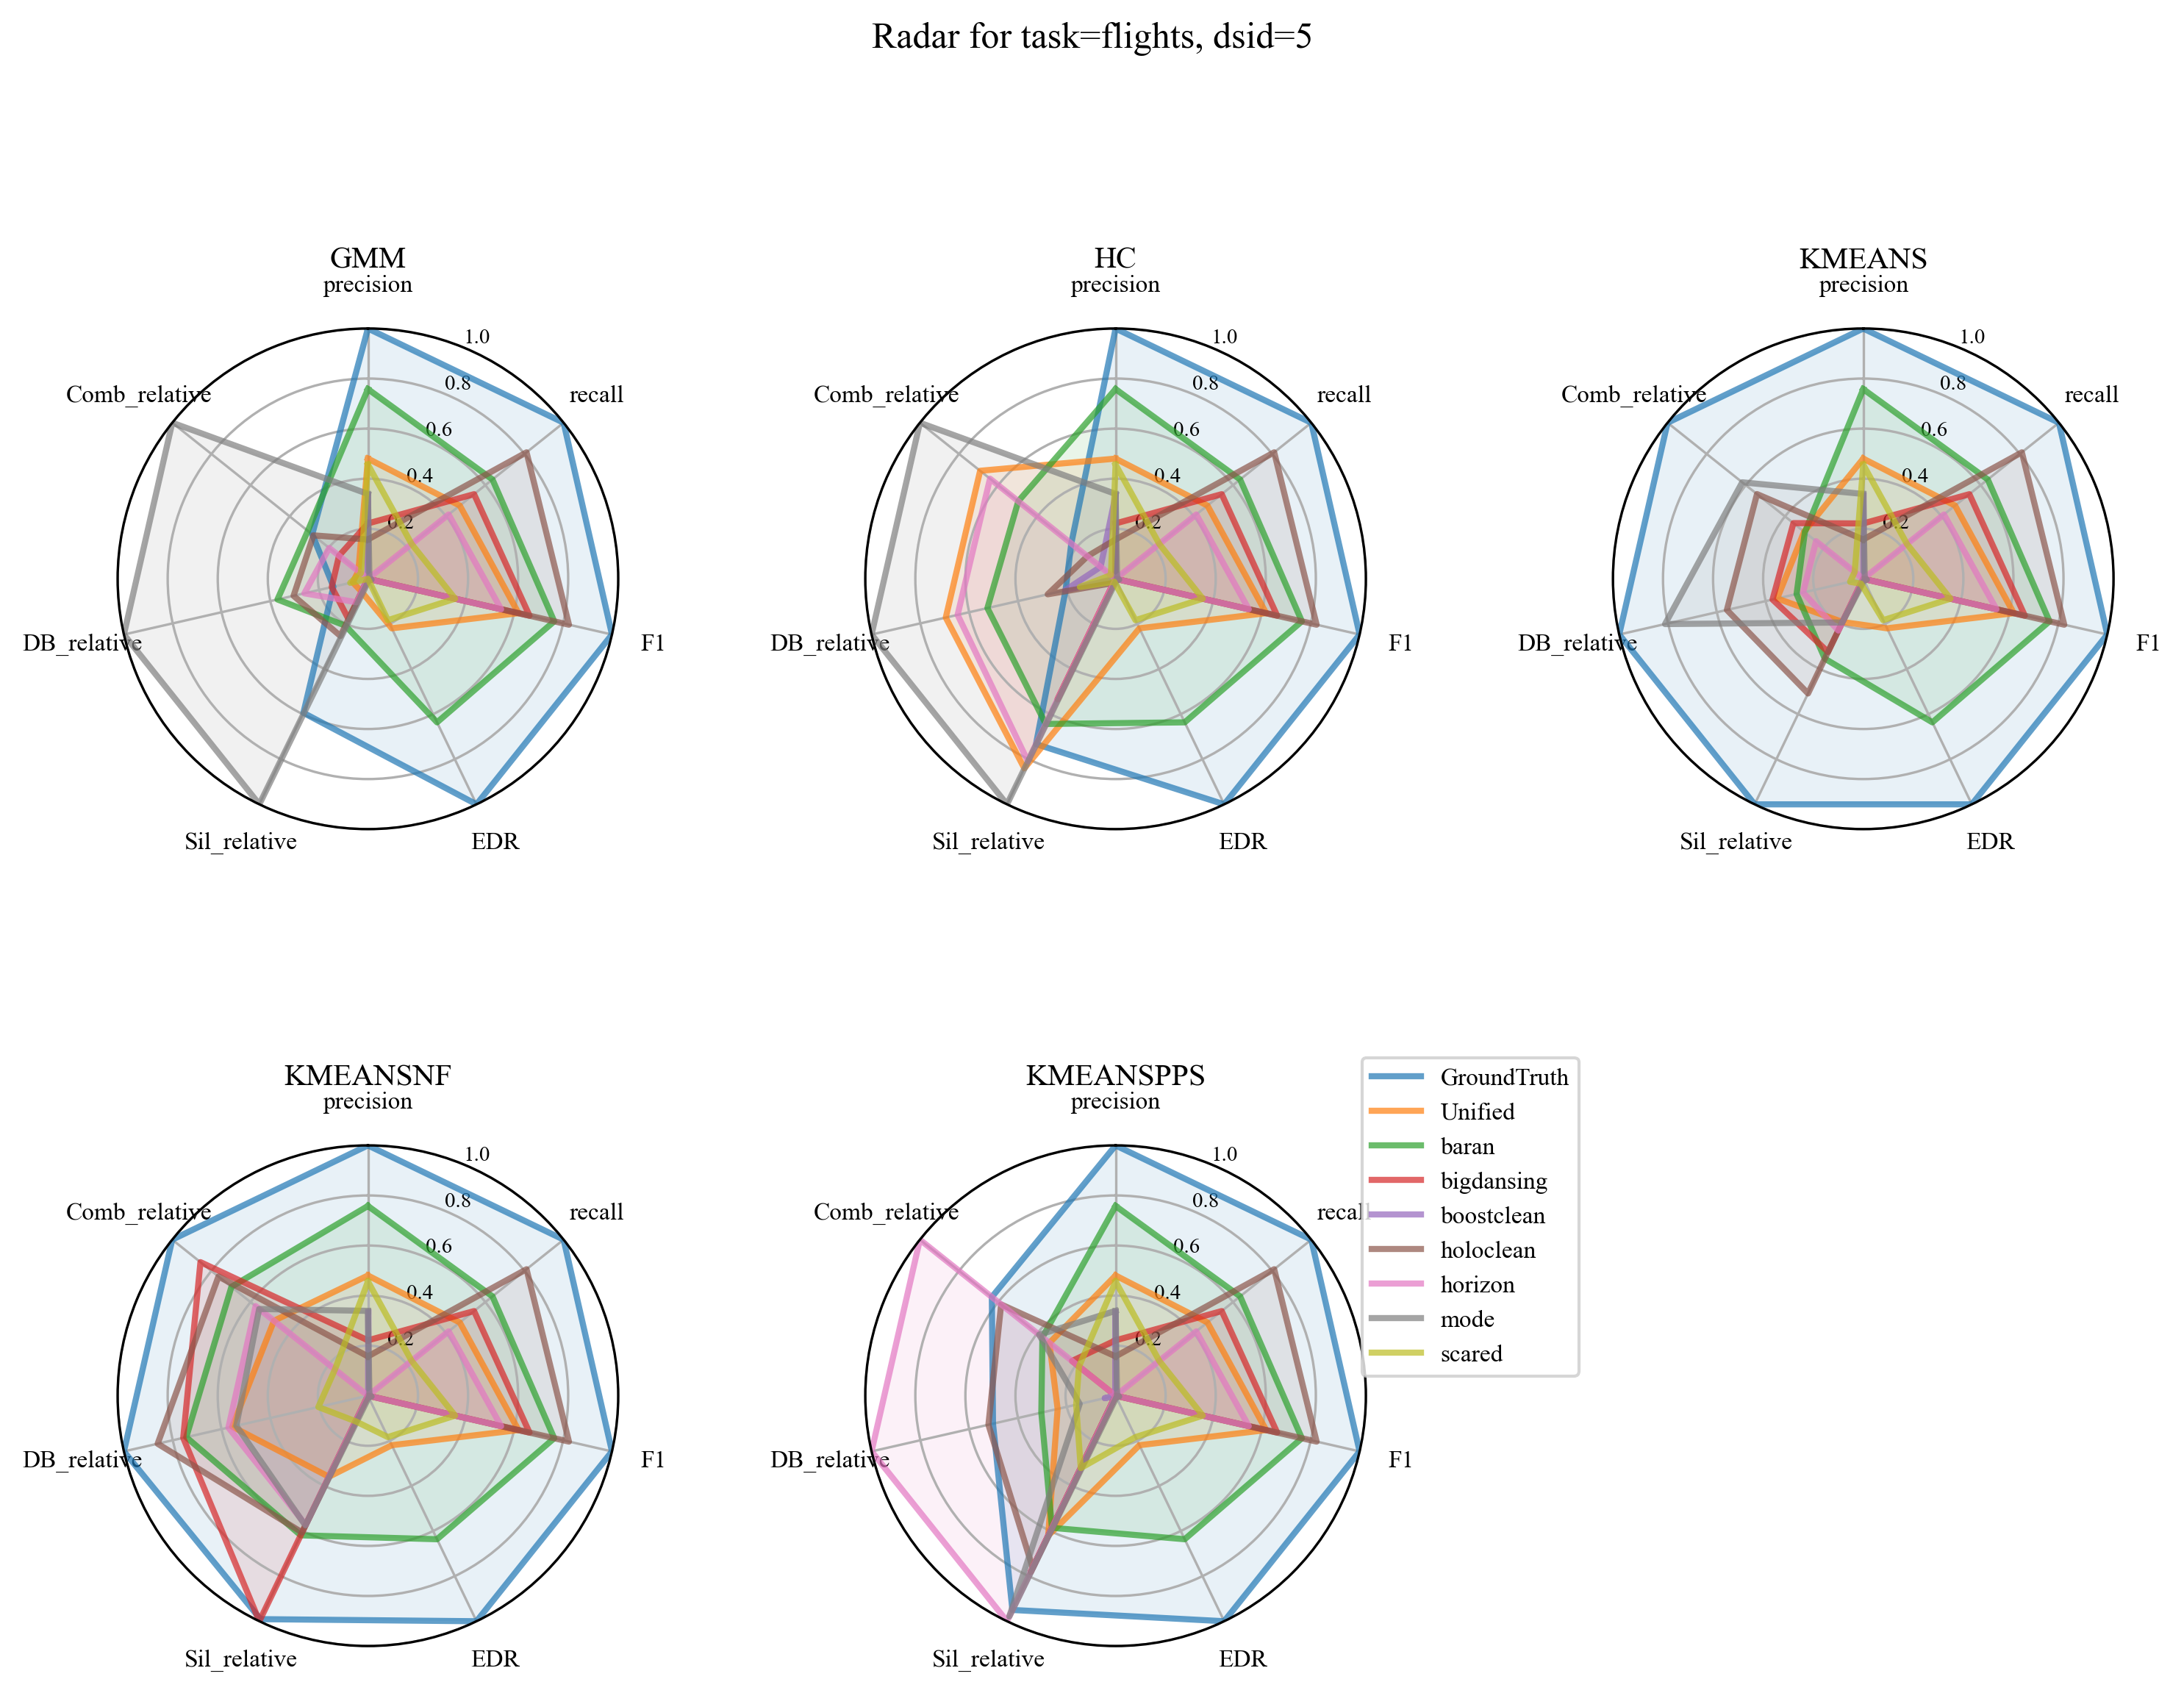 Radar for task=flights, dsid=5
GMM
precision
1.0
0.8
0.6
0.4
0.2
recall
Comb_relative
DB_relative
F1
Sil_relative
EDR
HC
precision
1.0
0.8
0.6
0.4
0.2
recall
Comb_relative
DB_relative
F1
Sil_relative
EDR
KMEANS
precision
1.0
0.8
0.6
0.4
0.2
recall
Comb_relative
DB_relative
F1
Sil_relative
EDR
KMEANSNF
precision
1.0
0.8
0.6
0.4
0.2
recall
Comb_relative
DB_relative
F1
Sil_relative
EDR
KMEANSPPS
precision
1.0
0.8
0.6
0.4
0.2
recall
Comb_relative
DB_relative
F1
Sil_relative
EDR
GroundTruth
Unified
baran
bigdansing
boostclean
holoclean
horizon
mode
scared